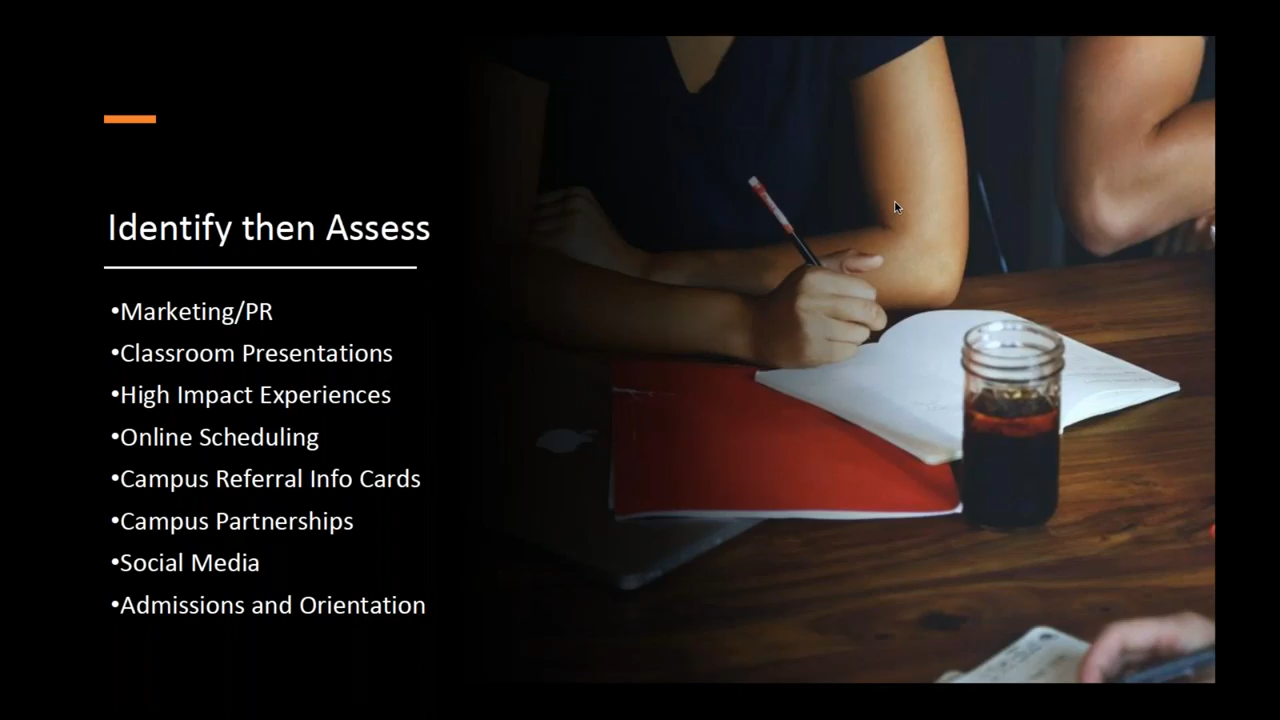 Identify then Assess
•Marketing/PR
•Classroom Presentations
•High Impact Experiences
•Online Scheduling
•Campus Referral Info Cards
•Campus Partnerships
•Social Media
•Admissions and Orientation